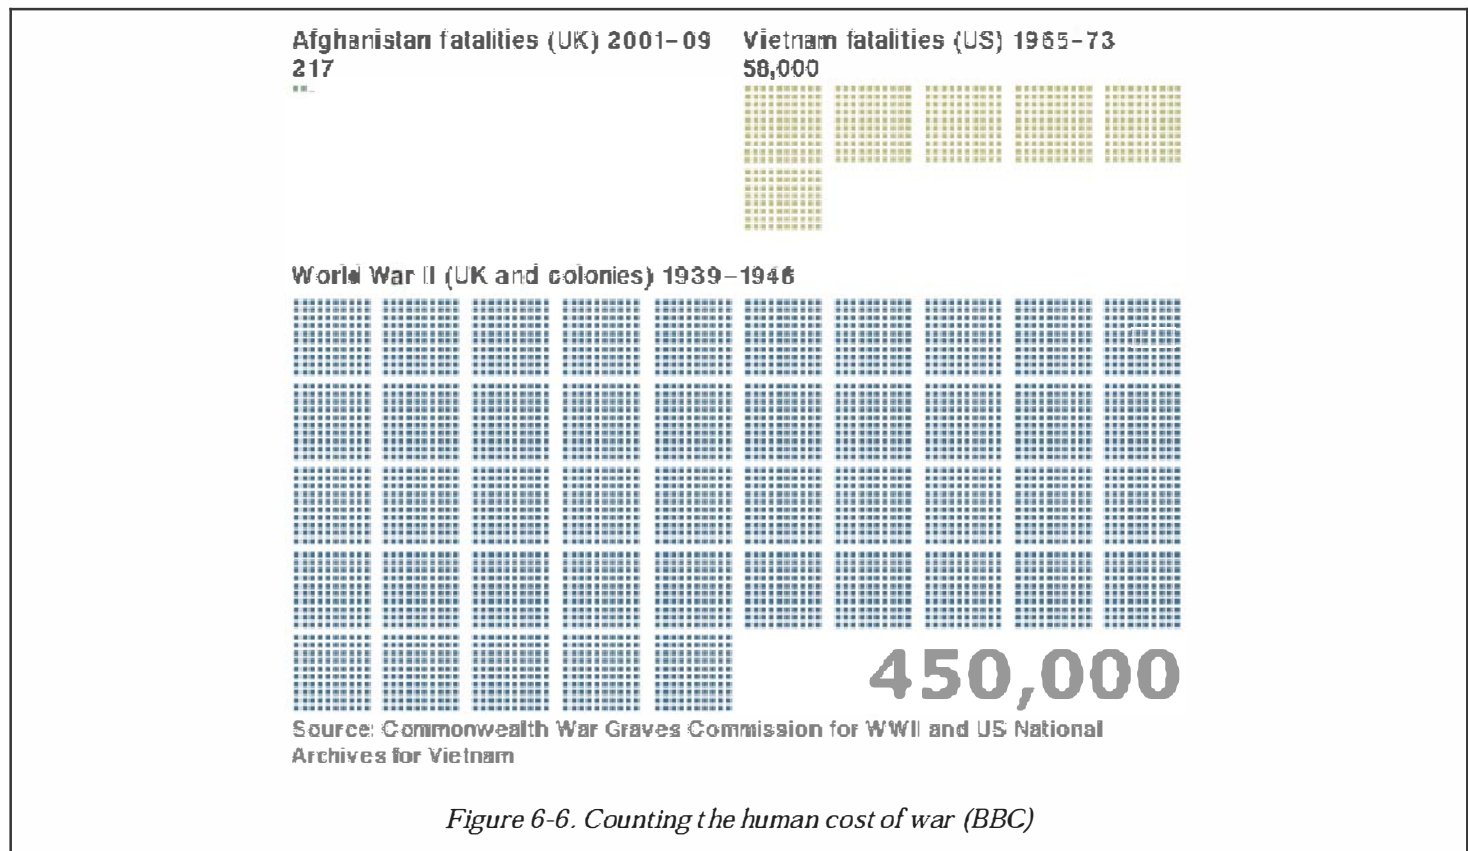 Afghanistan fatalities (UK) 2001-09
217
Vietnam fatalities (US) 1965-73
58,000
World War II (UK and colonies) 1939-1946
450,000
Source: Commonwealth War Graves Commission for WWII and US National
Archives for Vietnam
Figure 6-6. Counting the human cost of war (BBC)